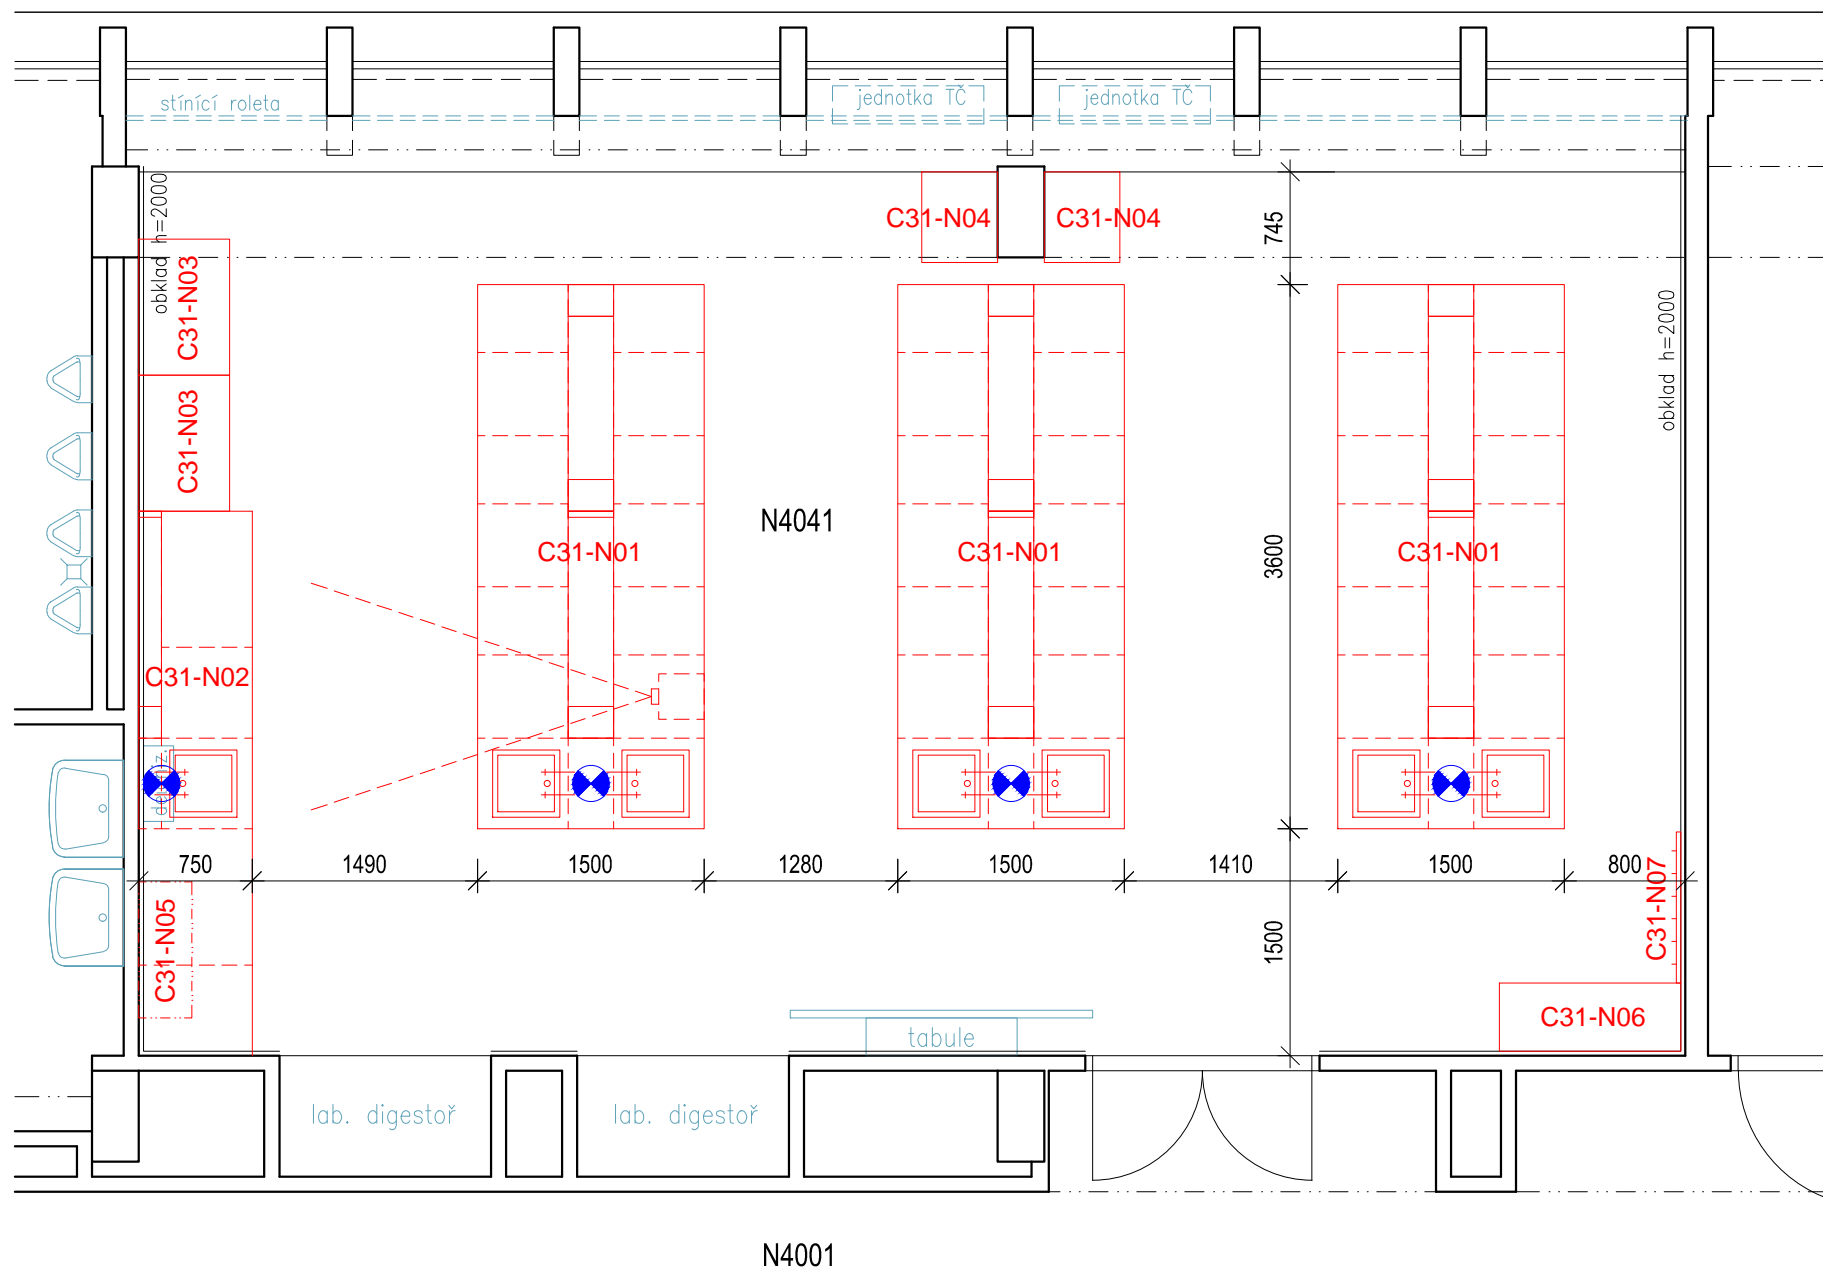 stínící roleta
jednotka TČ
jednotka TČ
obklad h=2000
C31-N04
C31-N04
745
C31-N03
obklad h=2000
C31-N03
N4041
C31-N01
C31-N01
C31-N01
3600
C31-N02
750
1490
1500
1280
1500
1410
1500
800
C31-N07
C31-N05
1500
C31-N06
tabule
lab. digestoř
lab. digestoř
N4001